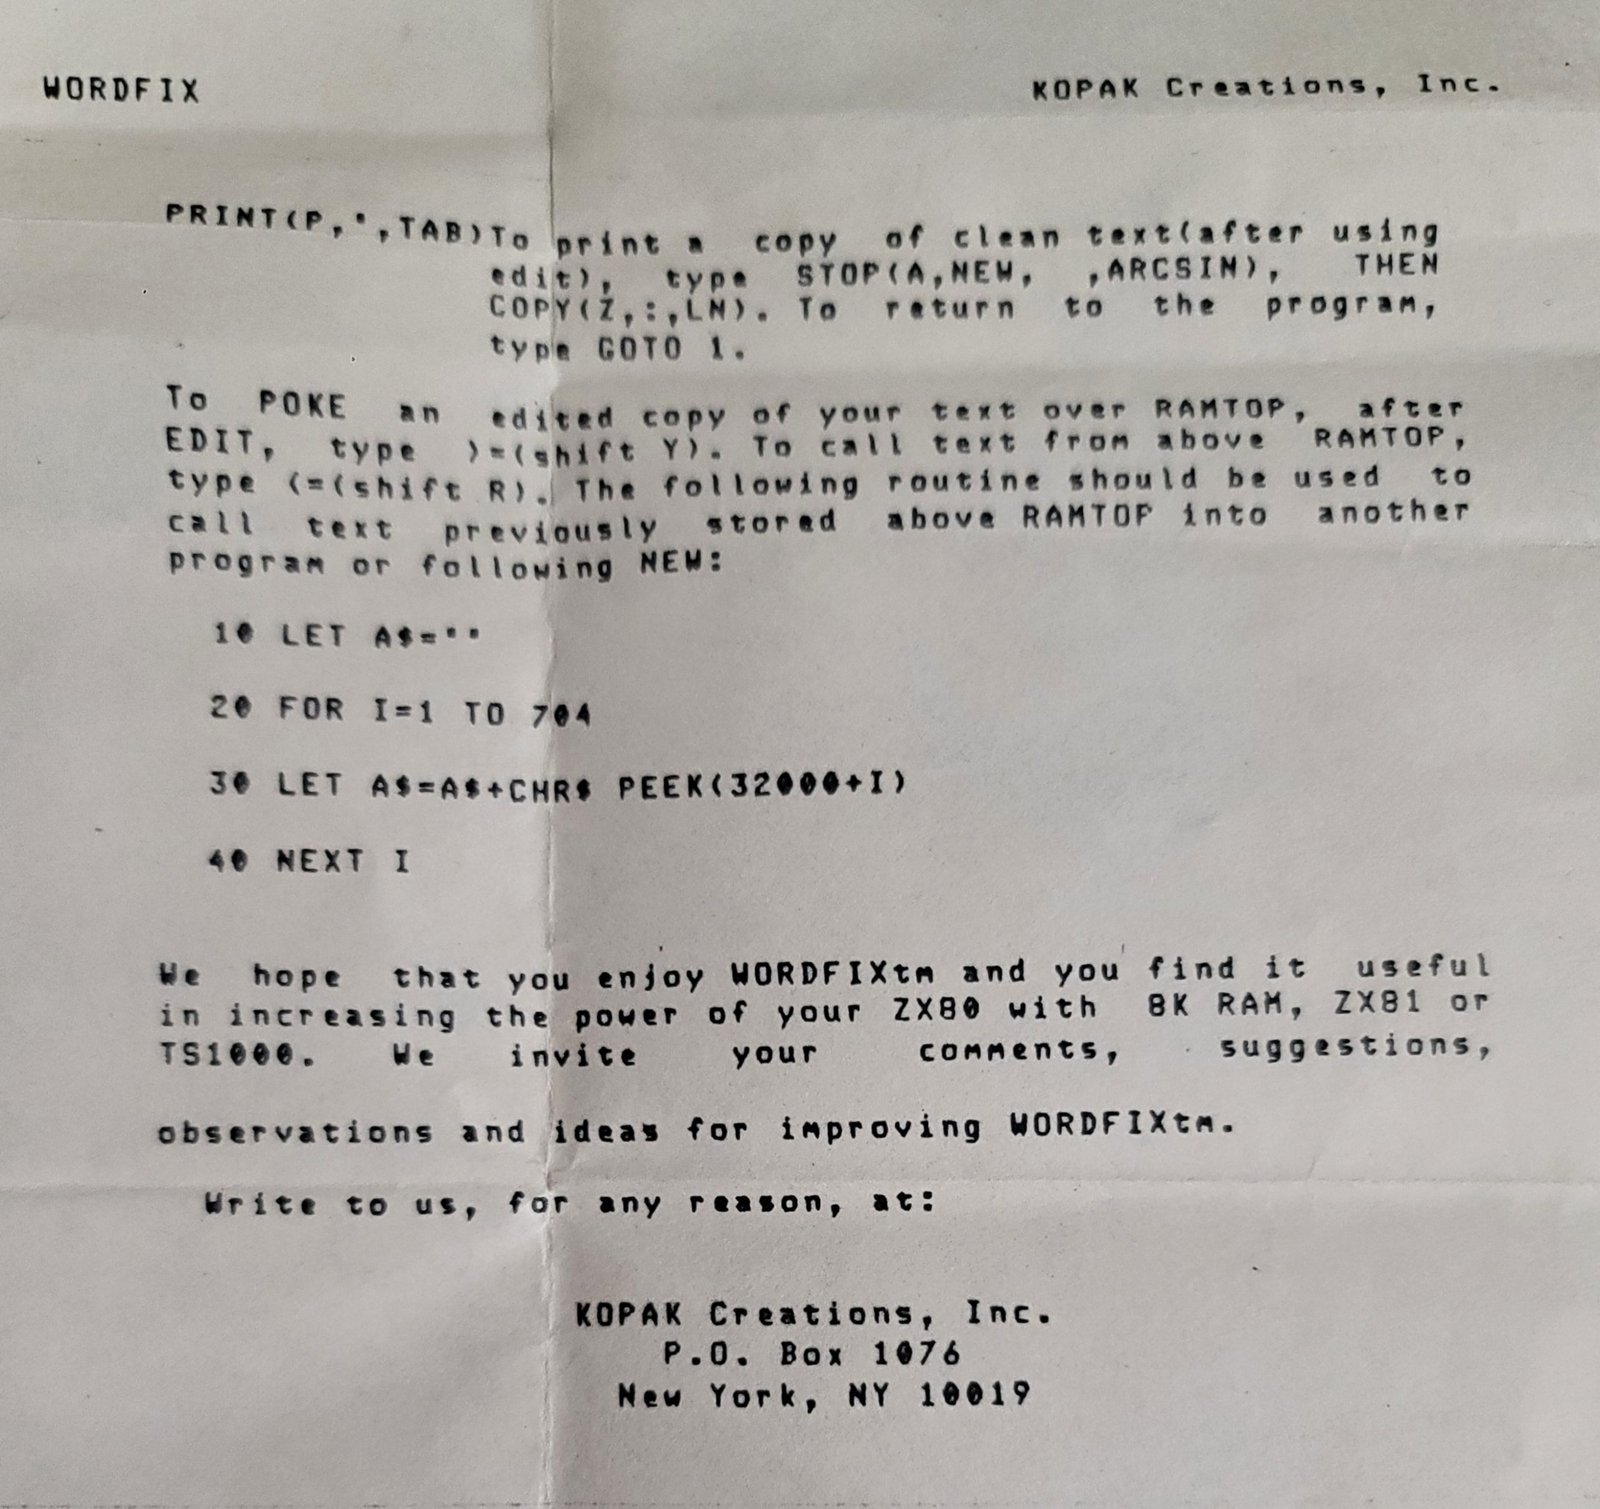 WORDFIX KOPAK Creations, Inc.
PRINT(P,",TAB)To print a copy of clean text(after using
edit), type STOP(A,NEW, ,ARCSIN), THEN
COPY(Z,:,LN). To return to the program,
type GOTO 1.
To POKE an edited copy of your text over RAMTOP, after
EDIT, type )=(shift Y). To call text from above RAMTOP,
type (=(shift R). The following routine should be used to
call text previously stored above RAMTOP into another
program or following NEW:
10 LET A$=""
20 FOR I=1 TO 704
30 LET A$=A$+CHR$ PEEK(32000+I)
40 NEXT I
We hope that you enjoy WORDFIXtm and you find it useful
in increasing the power of your ZX80 with 8K RAM, ZX81 or
TS1000. We invite your comments, suggestions,
observations and ideas for improving WORDFIXtm.
Write to us, for any reason, at:
KOPAK Creations, Inc.
P.O. Box 1076
New York, NY 10019